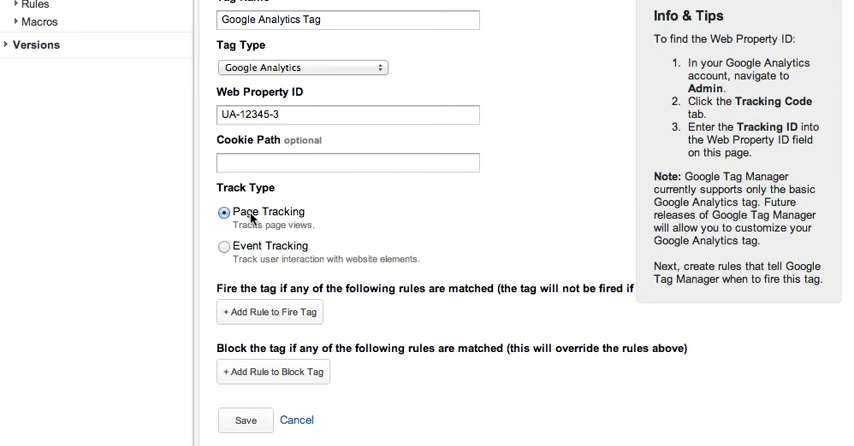 Rules
Macros
Versions
Tag Name
Google Analytics Tag
Tag Type
Google Analytics
Web Property ID
UA-12345-3
Cookie Path optional
Track Type
Page Tracking
Tracks page views.
Event Tracking
Track user interaction with website elements.
Fire the tag if any of the following rules are matched (the tag will not be fired if
+ Add Rule to Fire Tag
Block the tag if any of the following rules are matched (this will override the rules above)
+ Add Rule to Block Tag
Save Cancel
Info & Tips
To find the Web Property ID:
1. In your Google Analytics
account, navigate to
Admin.
2. Click the Tracking Code
tab.
3. Enter the Tracking ID into
the Web Property ID field
on this page.
Note: Google Tag Manager
currently supports only the basic
Google Analytics tag. Future
releases of Google Tag Manager
will allow you to customize your
Google Analytics tag.
Next, create rules that tell Google
Tag Manager when to fire this tag.